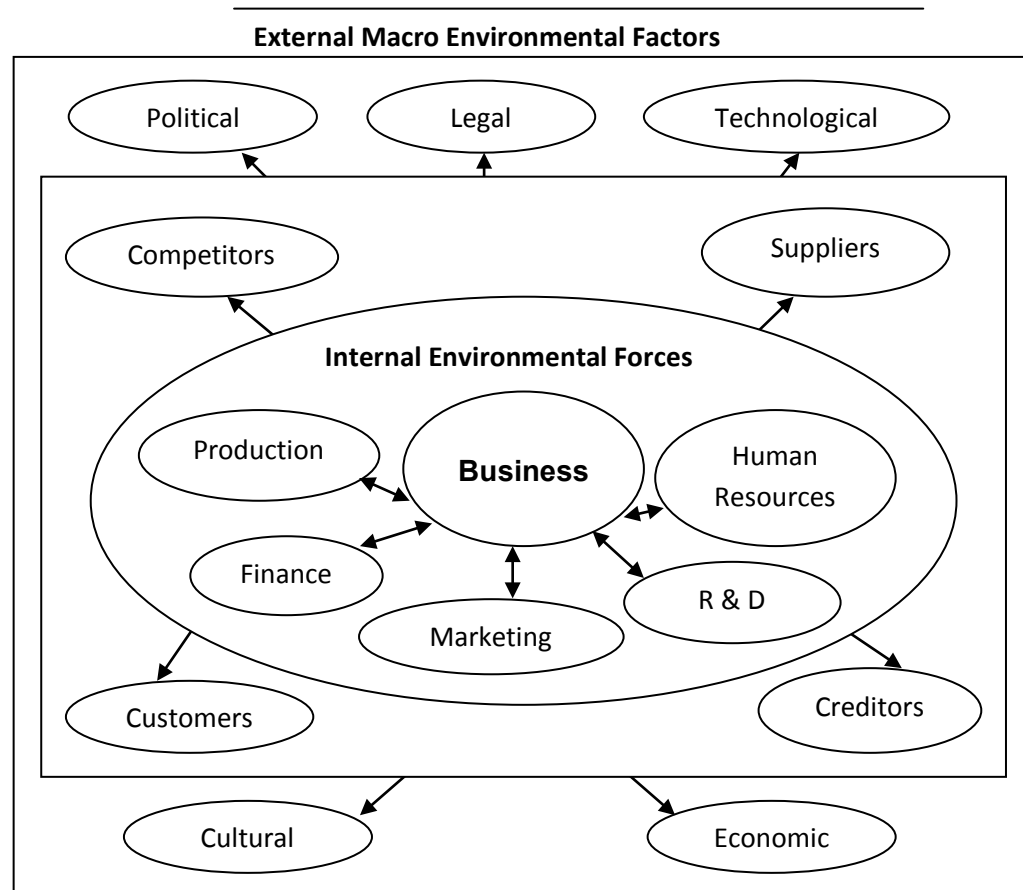 External Macro Environmental Factors
Political
Legal
Technological
Competitors
Suppliers
Internal Environmental Forces
Production
Business
Human
Resources
Finance
R & D
Marketing
Customers
Creditors
Cultural
Economic